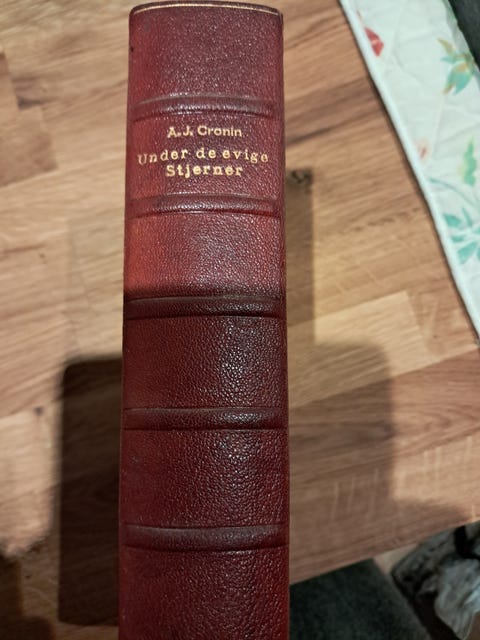 A.J. Cronin
Under de evige
Stjerner